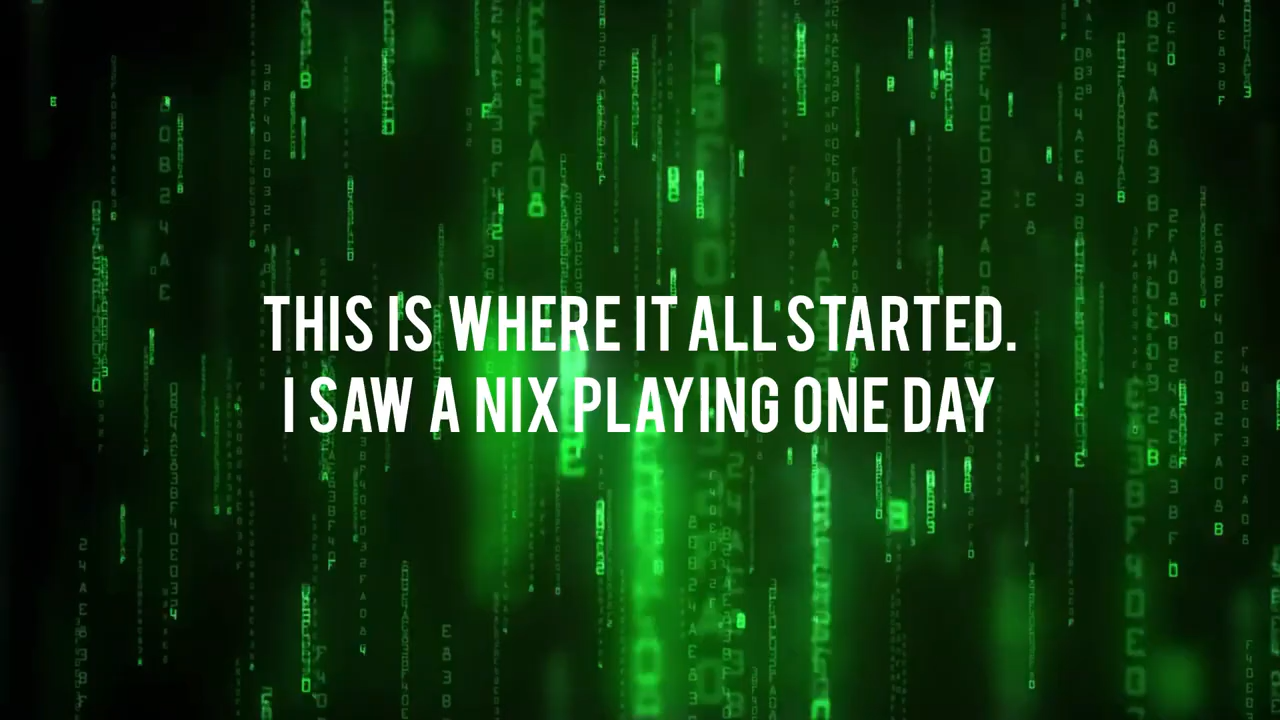 THIS IS WHERE IT ALL STARTED.
I SAW A NIX PLAYING ONE DAY